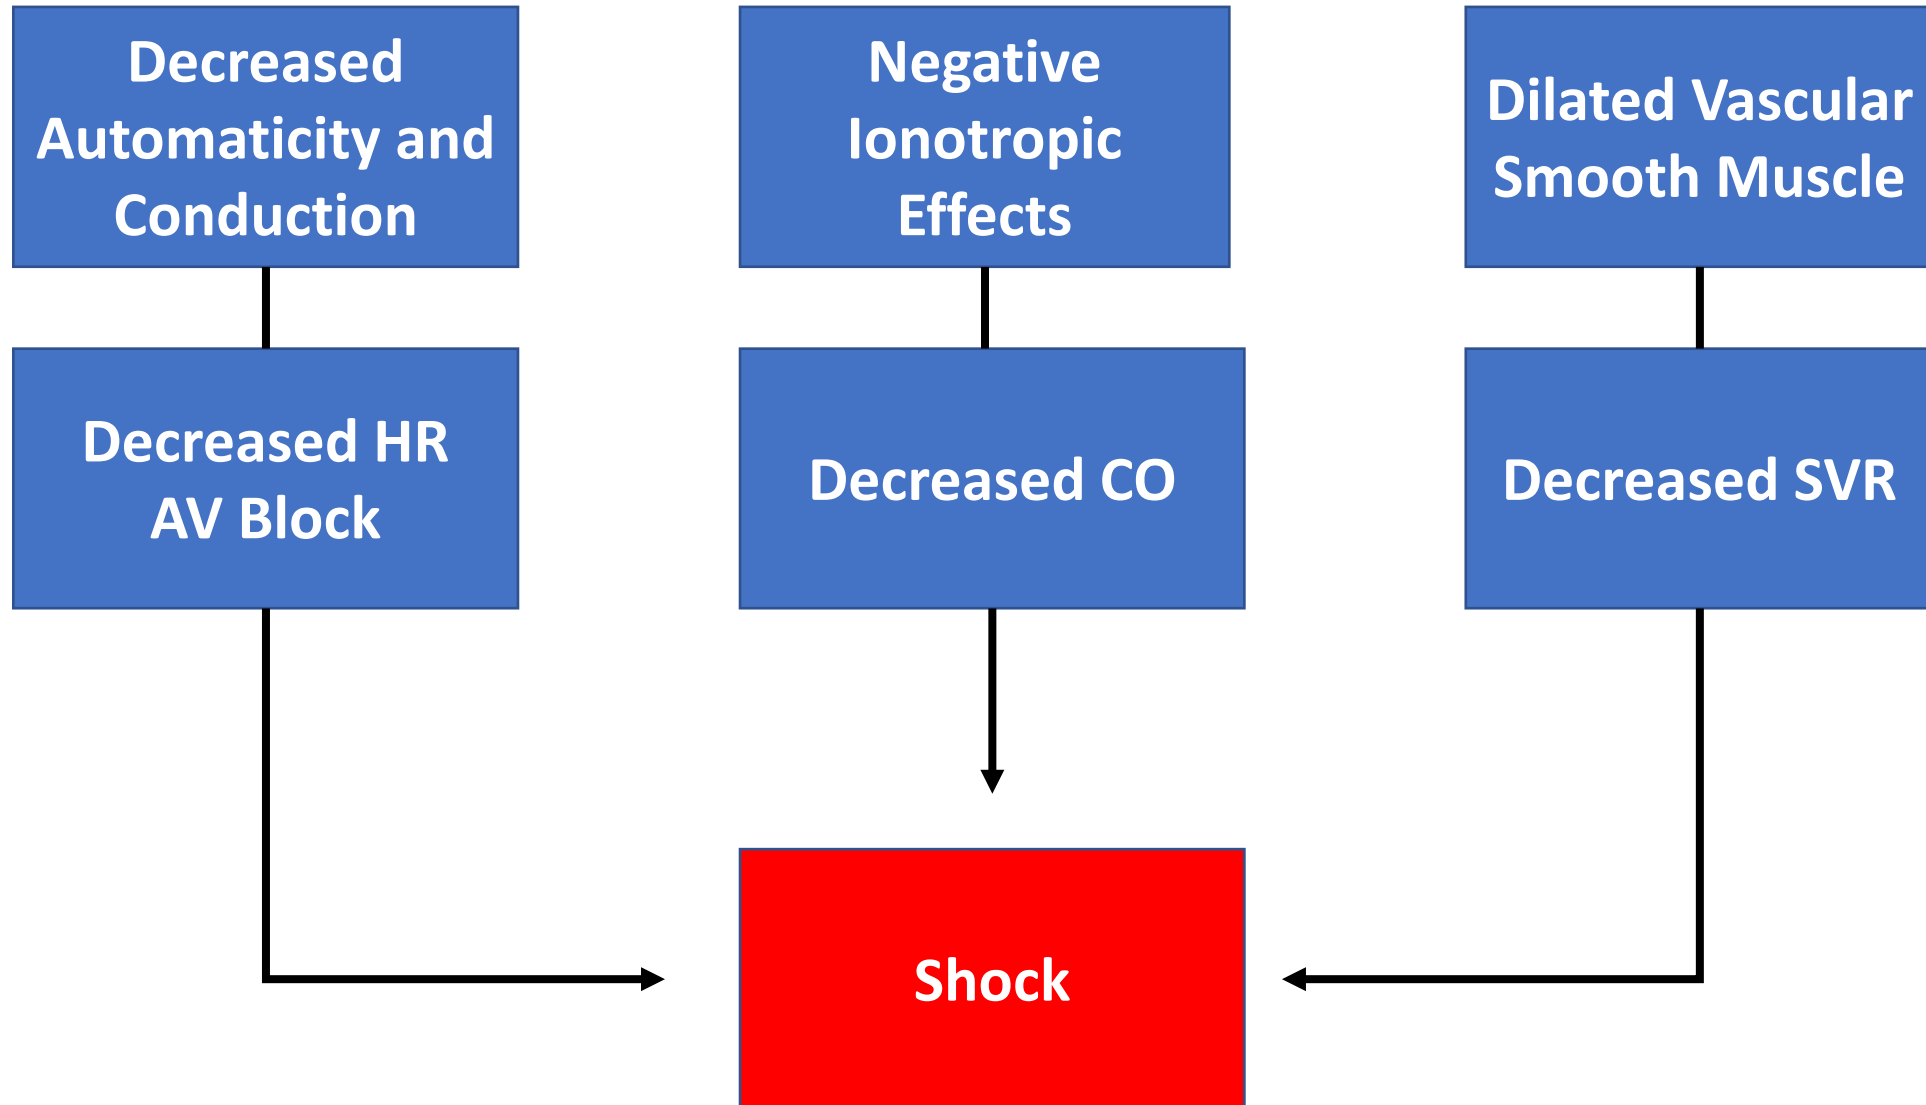 Decreased
Automaticity and
Conduction
Negative
Ionotropic
Effects
Dilated Vascular
Smooth Muscle
Decreased HR
AV Block
Decreased CO
Decreased SVR
Shock